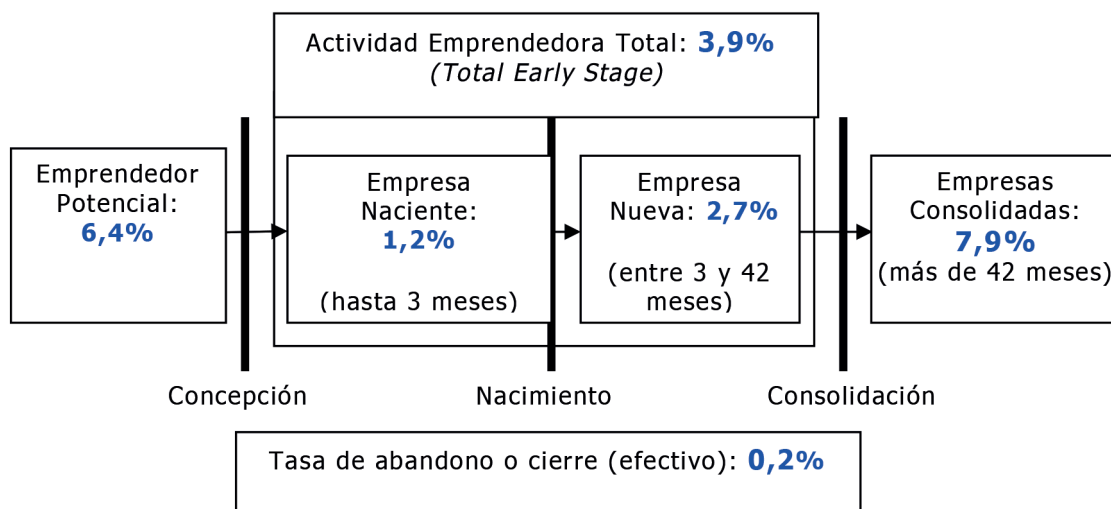 Actividad Emprendedora Total: 3,9%
(Total Early Stage)
Emprendedor
Potencial:
6,4%
Empresa
Naciente:
1,2%
(hasta 3 meses)
Empresa
Nueva: 2,7%
(entre 3 y 42
meses)
Empresas
Consolidadas:
7,9%
(más de 42 meses)
Concepción
Nacimiento
Consolidación
Tasa de abandono o cierre (efectivo): 0,2%